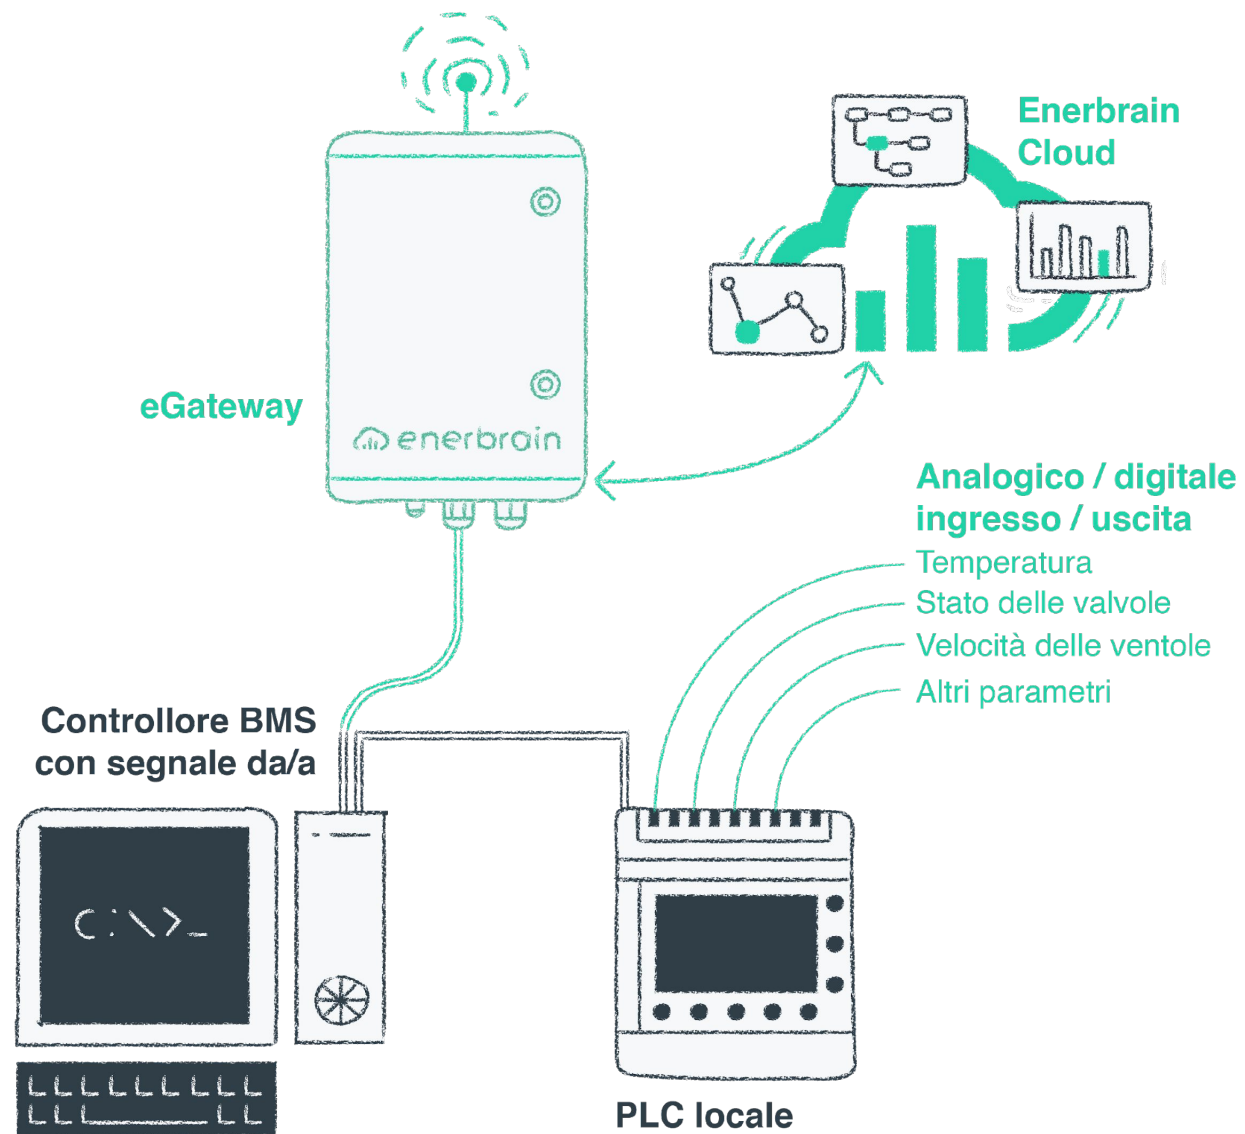 Enerbrain
Cloud
eGateway
enerbrain
Analogico / digitale
ingresso / uscita
Temperatura
Stato delle valvole
Velocità delle ventole
Altri parametri
Controllore BMS
con segnale da/a
C:\>_
PLC locale